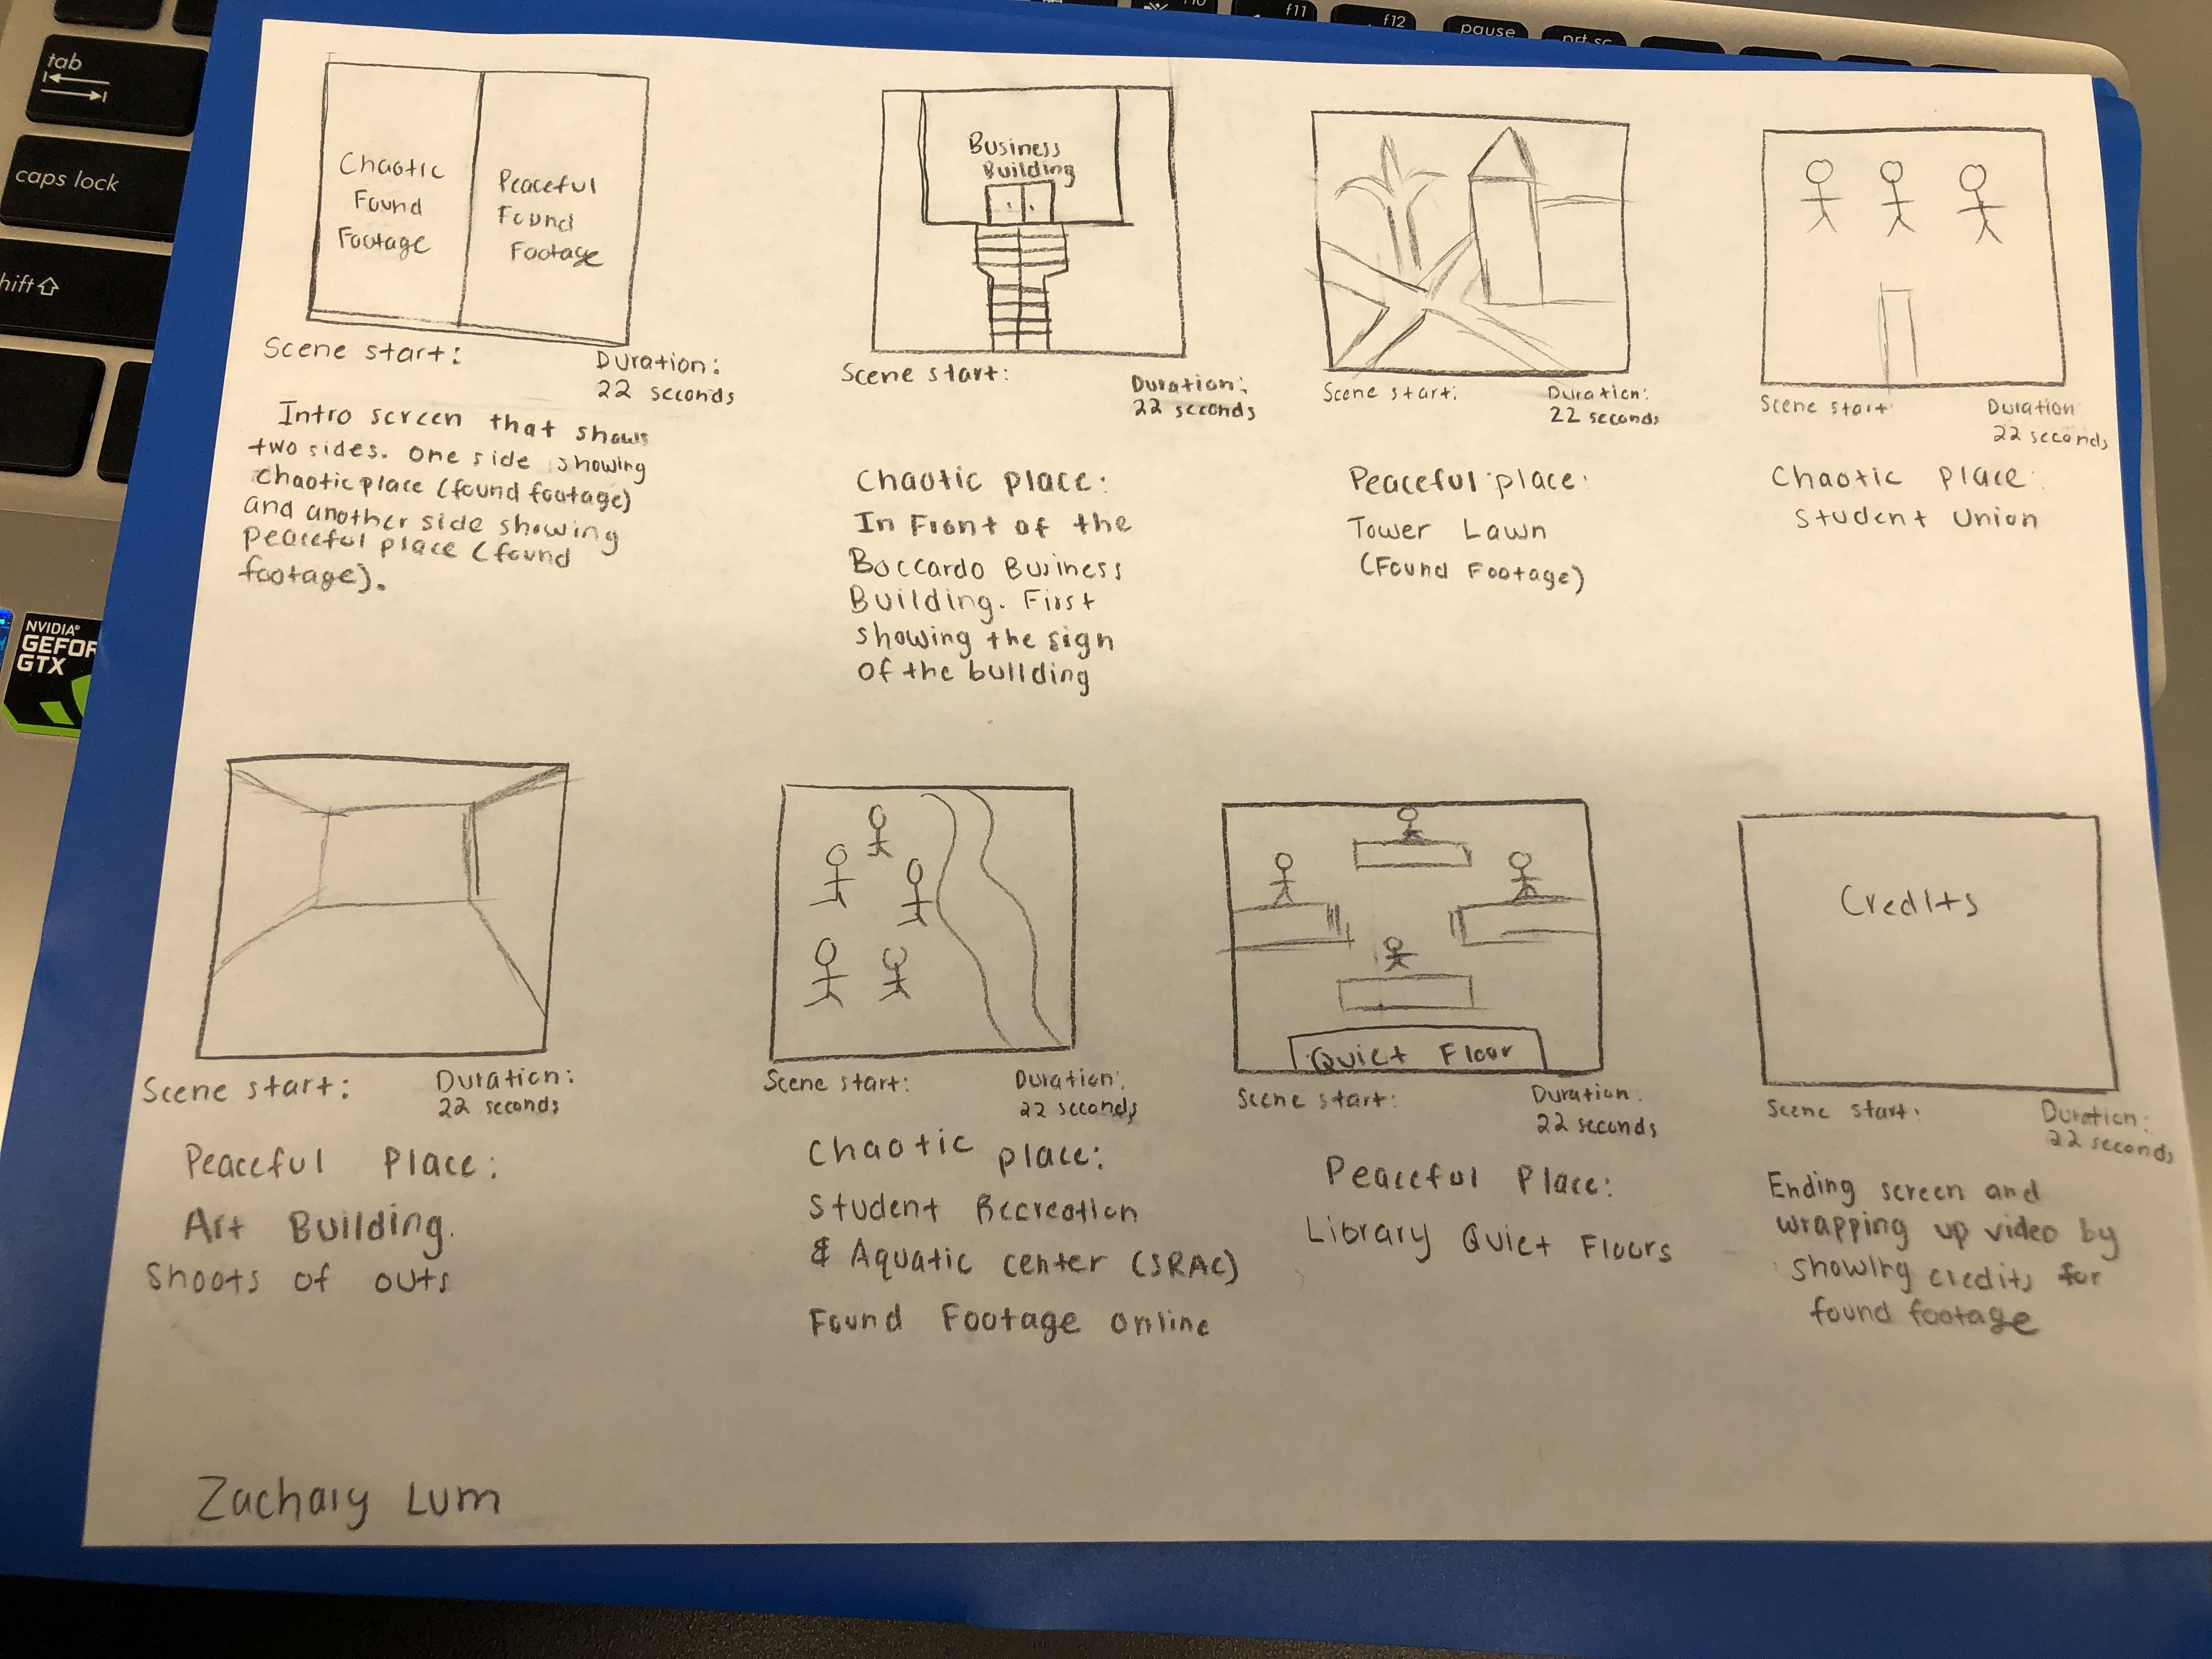 f10
f11
f12
pause
prt sc
tab
caps lock
hift
NVIDIA®
GEFOR
GTX
Chaotic
Found
Footage
Peaceful
Found
Footage
Scene start:
Duration:
22 seconds
Intro screen that shows
two sides. One side showing
chaotic place (found footage)
and another side showing
peaceful place (found
footage).
Business
Building
Scene start:
Duration:
22 seconds
Chaotic place:
In Front of the
Boccardo Business
Building. First
showing the sign
of the building
Scene start:
Duration:
22 seconds
Peaceful place:
Tower Lawn
(Found Footage)
Scene start
Duration
22 seconds
Chaotic place:
Student Union
Scene start:
Duration:
22 seconds
Peaceful Place:
Art Building.
Shoots of outs
Scene start:
Duration:
22 seconds
Chaotic place:
Student Recreation
& Aquatic center (SRAC)
Found Footage online
Quiet Floor
Scene start:
Duration:
22 seconds
Peaceful Place:
Library Quiet Floors
Credits
Scene start:
Duration:
22 seconds
Ending screen and
wrapping up video by
showing credits for
found footage
Zachary Lum